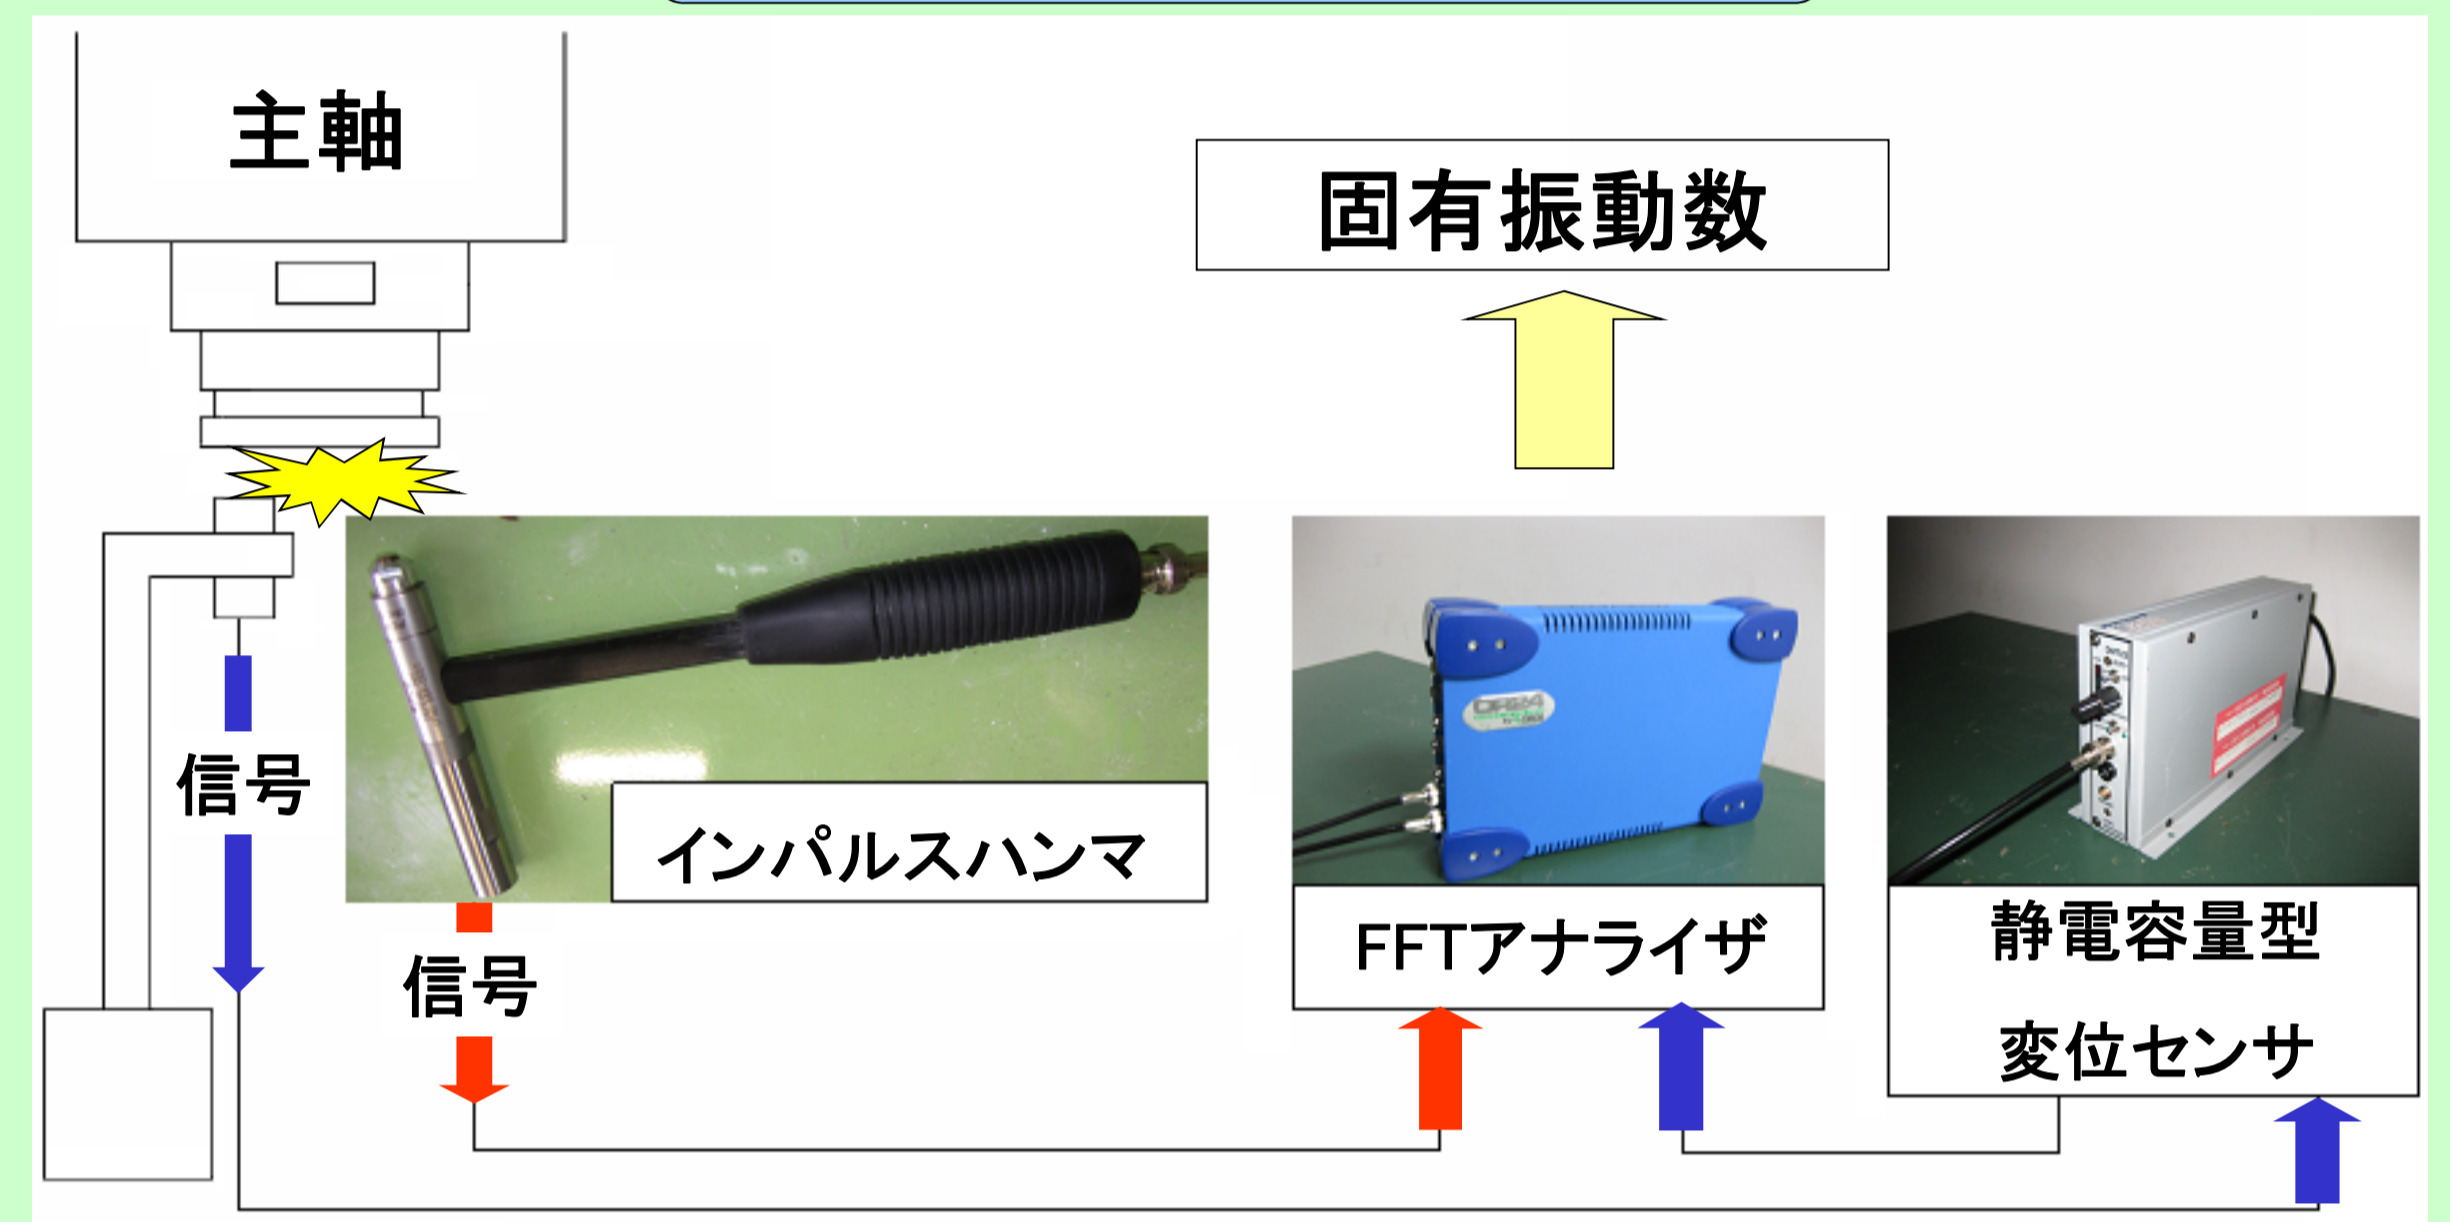 主軸
固有振動数
信号
インパルスハンマ
信号
FFTアナライザ
静電容量型
変位センサ